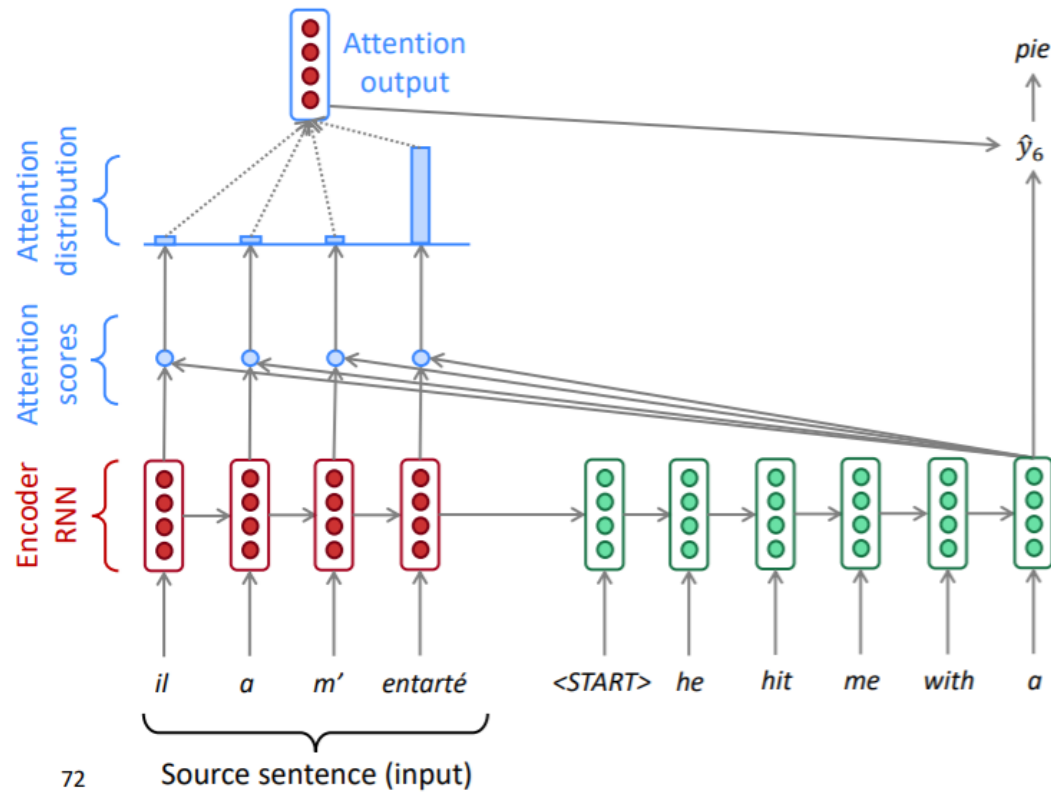 Attention
output
pie
ŷ₆
Attention
distribution
Attention
scores
Encoder
RNN
il a m' entarté <START> he hit me with a
Source sentence (input)
72